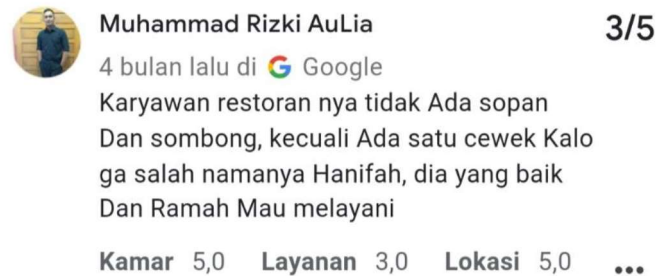 Muhammad Rizki AuLia
3/5
4 bulan lalu di Google
Karyawan restoran nya tidak Ada sopan
Dan sombong, kecuali Ada satu cewek Kalo
ga salah namanya Hanifah, dia yang baik
Dan Ramah Mau melayani
Kamar 5,0 Layanan 3,0 Lokasi 5,0